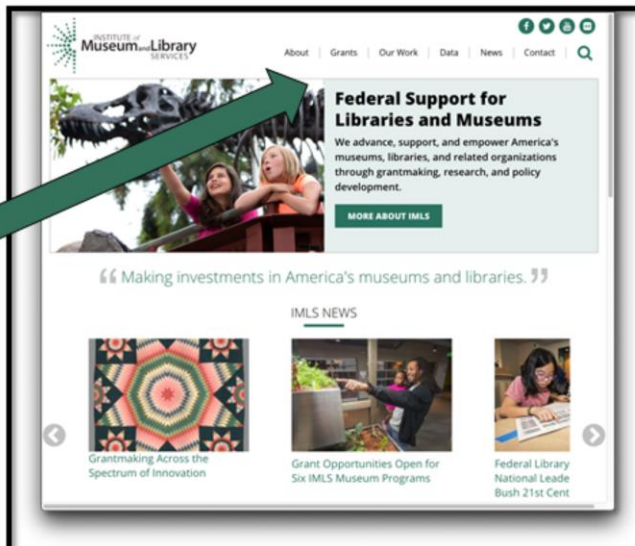 INSTITUTE of
Museum and Library
SERVICES
About | Grants | Our Work | Data | News | Contact
Federal Support for
Libraries and Museums
We advance, support, and empower America's
museums, libraries, and related organizations
through grantmaking, research, and policy
development.
MORE ABOUT IMLS
“ Making investments in America's museums and libraries. ”
IMLS NEWS
Grantmaking Across the
Spectrum of Innovation
Grant Opportunities Open for
Six IMLS Museum Programs
Federal Library
National Leade
Bush 21st Cent